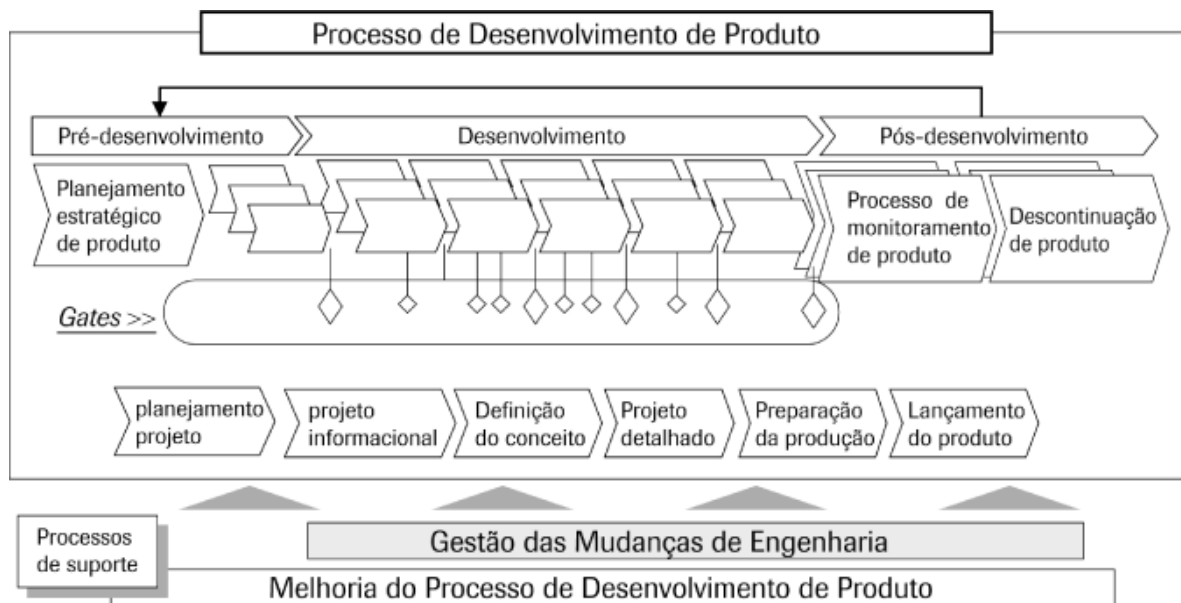 Processo de Desenvolvimento de Produto
Pré-desenvolvimento
Desenvolvimento
Pós-desenvolvimento
Planejamento
estratégico
de produto
Processo de
monitoramento
de produto
Descontinuação
de produto
Gates >>
planejamento
projeto
projeto
informacional
Definição
do conceito
Projeto
detalhado
Preparação
da produção
Lançamento
do produto
Processos
de suporte
Gestão das Mudanças de Engenharia
Melhoria do Processo de Desenvolvimento de Produto